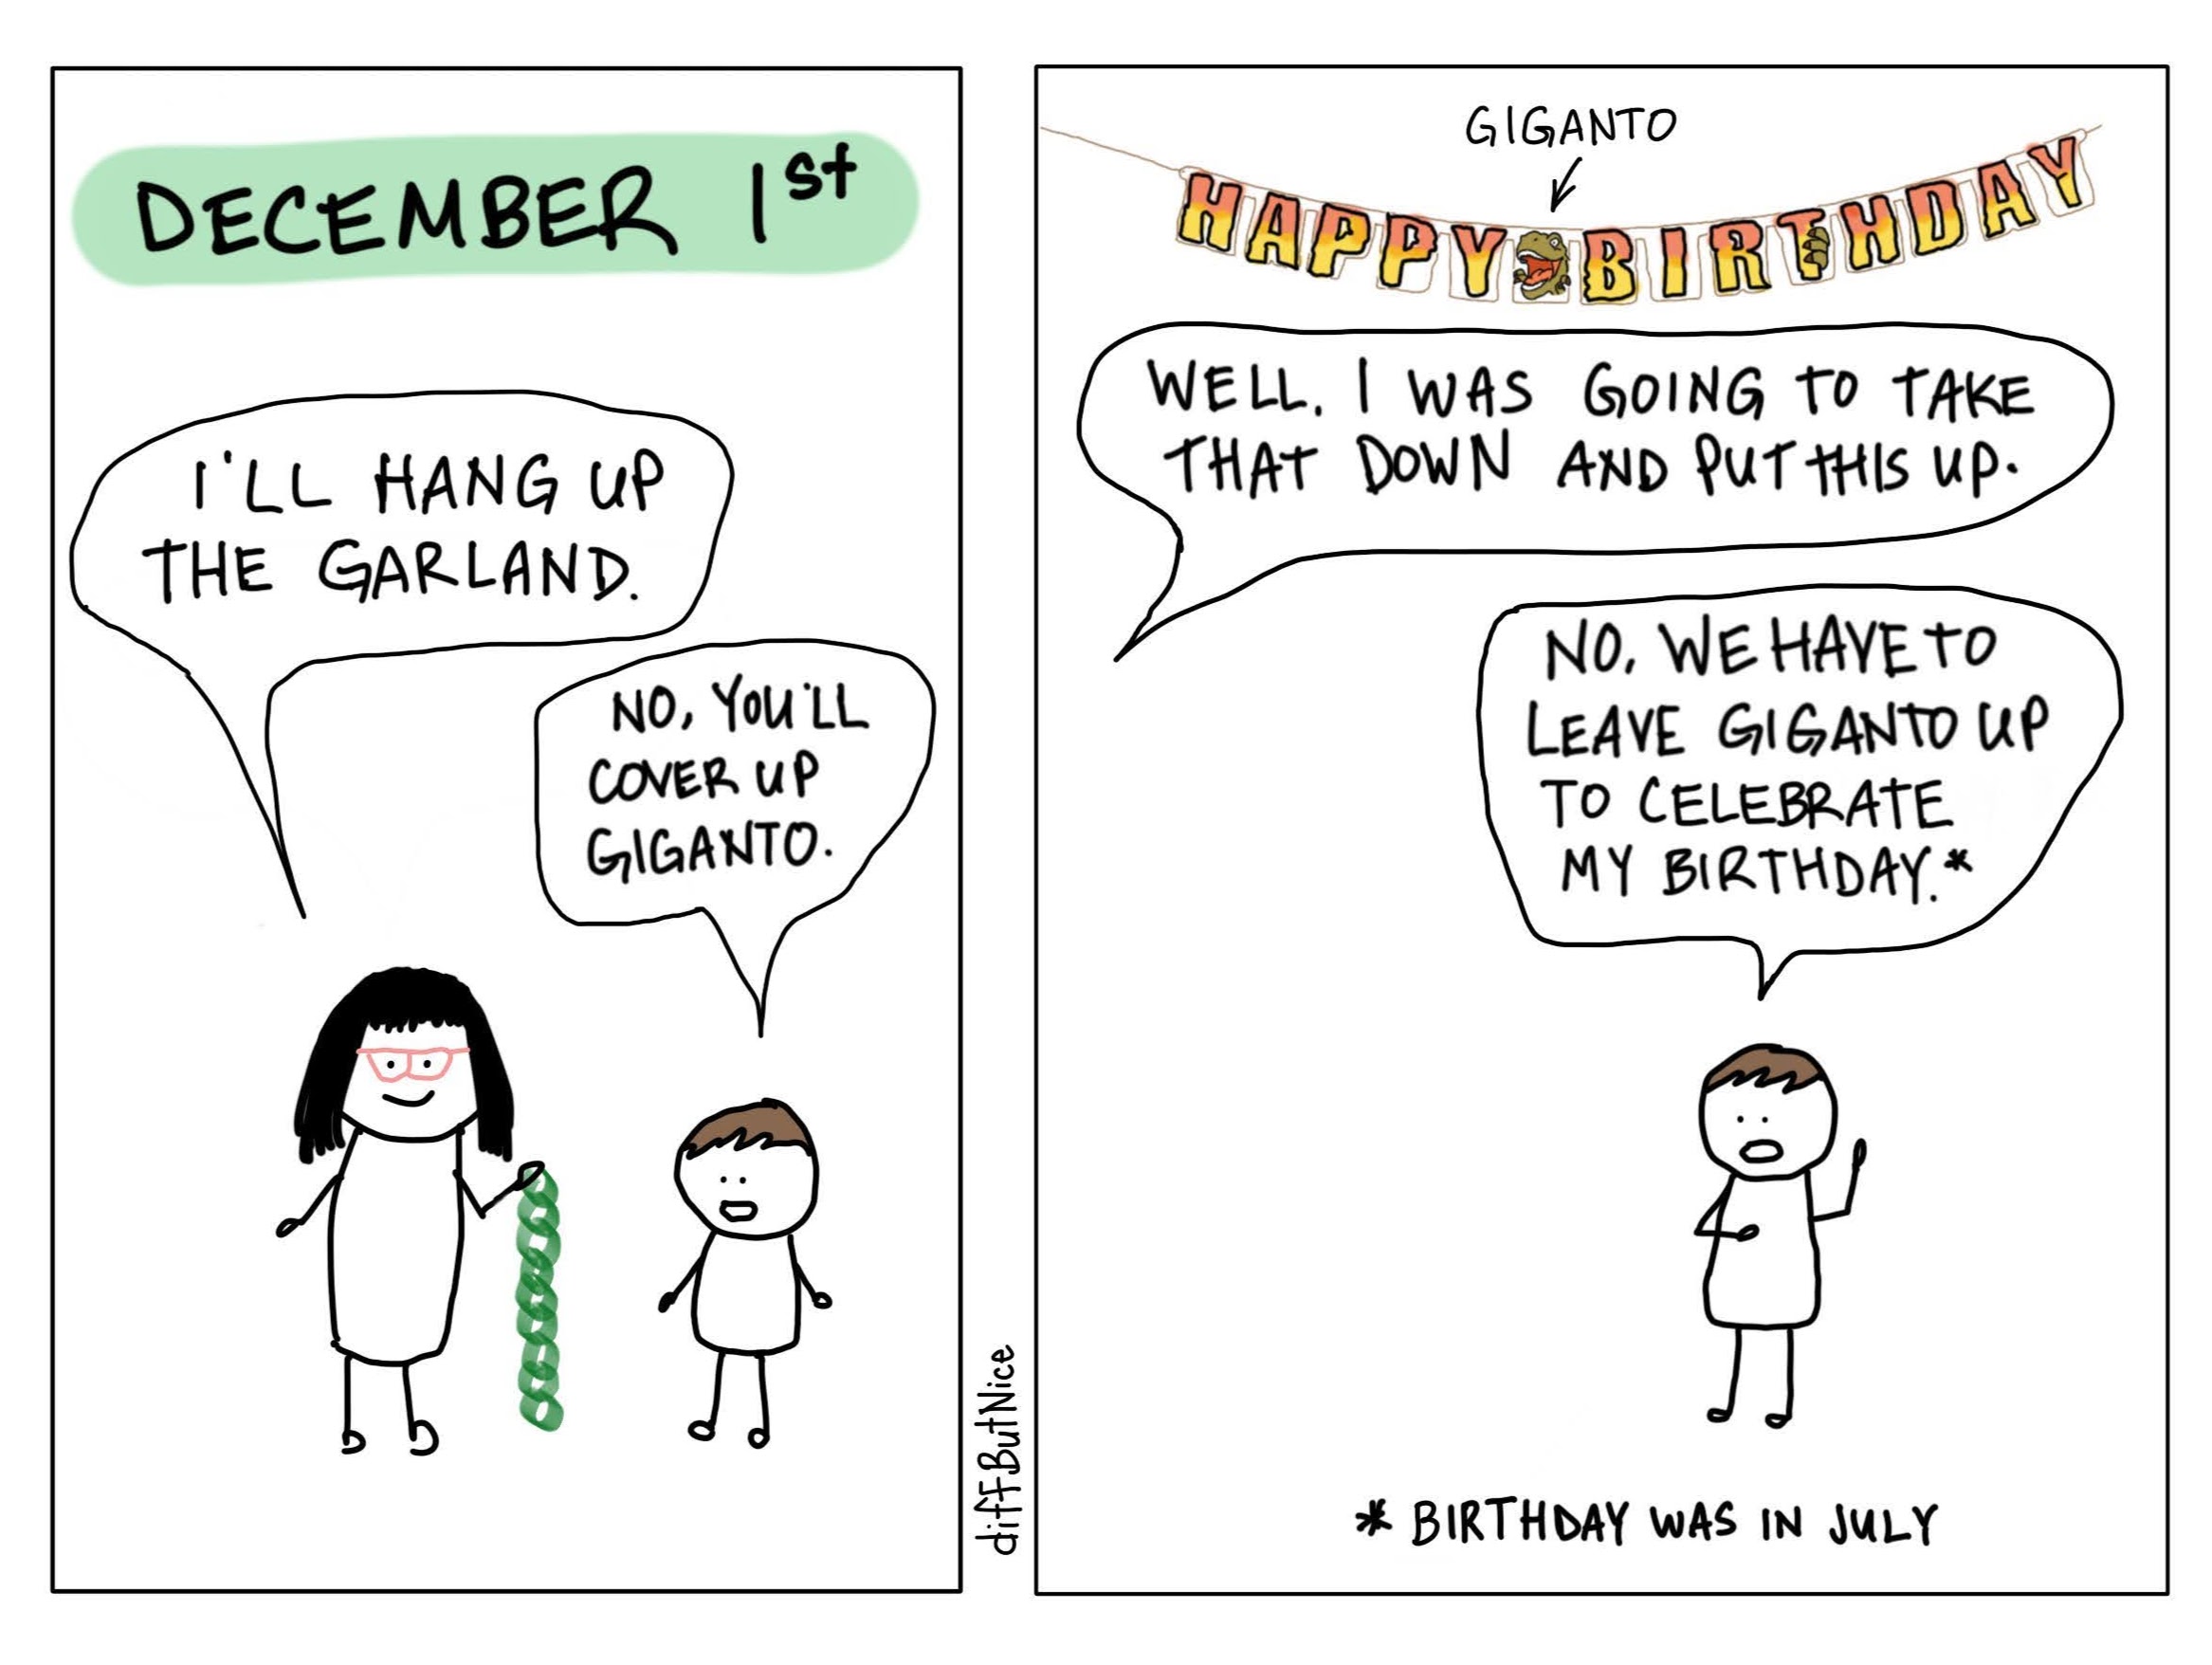 DECEMBER 1st
I'LL HANG UP
THE GARLAND.
NO, YOU'LL
COVER UP
GIGANTO.
diffButNice
GIGANTO
HAPPY BIRTHDAY
WELL. I WAS GOING TO TAKE
THAT DOWN AND PUT THIS UP.
NO, WE HAVE TO
LEAVE GIGANTO UP
TO CELEBRATE
MY BIRTHDAY.*
* BIRTHDAY WAS IN JULY